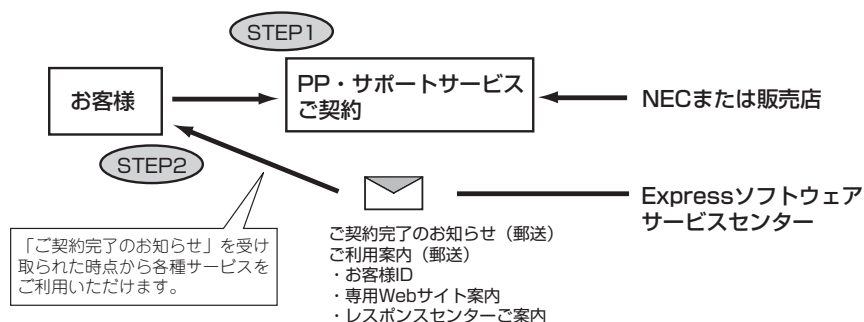 STEP1
お客様
PP・サポートサービス
ご契約
NECまたは販売店
STEP2
Expressソフトウェア
サービスセンター
「ご契約完了のお知らせ」を受け
取られた時点から各種サービスを
ご利用いただけます。
ご契約完了のお知らせ（郵送）
ご利用案内（郵送）
・お客様ID
・専用Webサイト案内
・レスポンスセンターご案内